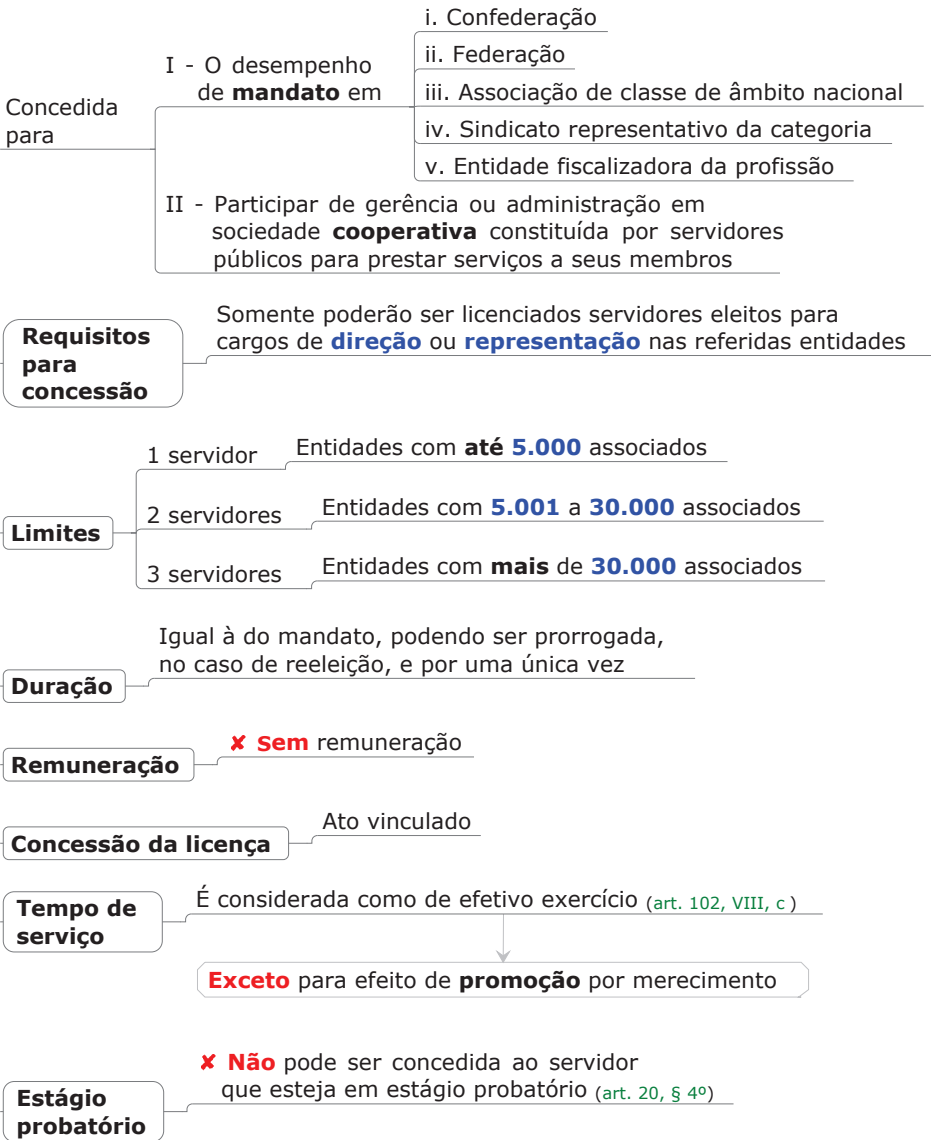 Concedida
para
I - O desempenho
de mandato em
i. Confederação
ii. Federação
iii. Associação de classe de âmbito nacional
iv. Sindicato representativo da categoria
v. Entidade fiscalizadora da profissão
II - Participar de gerência ou administração em
sociedade cooperativa constituída por servidores
públicos para prestar serviços a seus membros
Requisitos
para
concessão
Somente poderão ser licenciados servidores eleitos para
cargos de direção ou representação nas referidas entidades
Limites
1 servidor
Entidades com até 5.000 associados
2 servidores
Entidades com 5.001 a 30.000 associados
3 servidores
Entidades com mais de 30.000 associados
Duração
Igual à do mandato, podendo ser prorrogada,
no caso de reeleição, e por uma única vez
Remuneração
✘ Sem remuneração
Concessão da licença
Ato vinculado
Tempo de
serviço
É considerada como de efetivo exercício (art. 102, VIII, c )
Exceto para efeito de promoção por merecimento
Estágio
probatório
✘ Não pode ser concedida ao servidor
que esteja em estágio probatório (art. 20, § 4º)